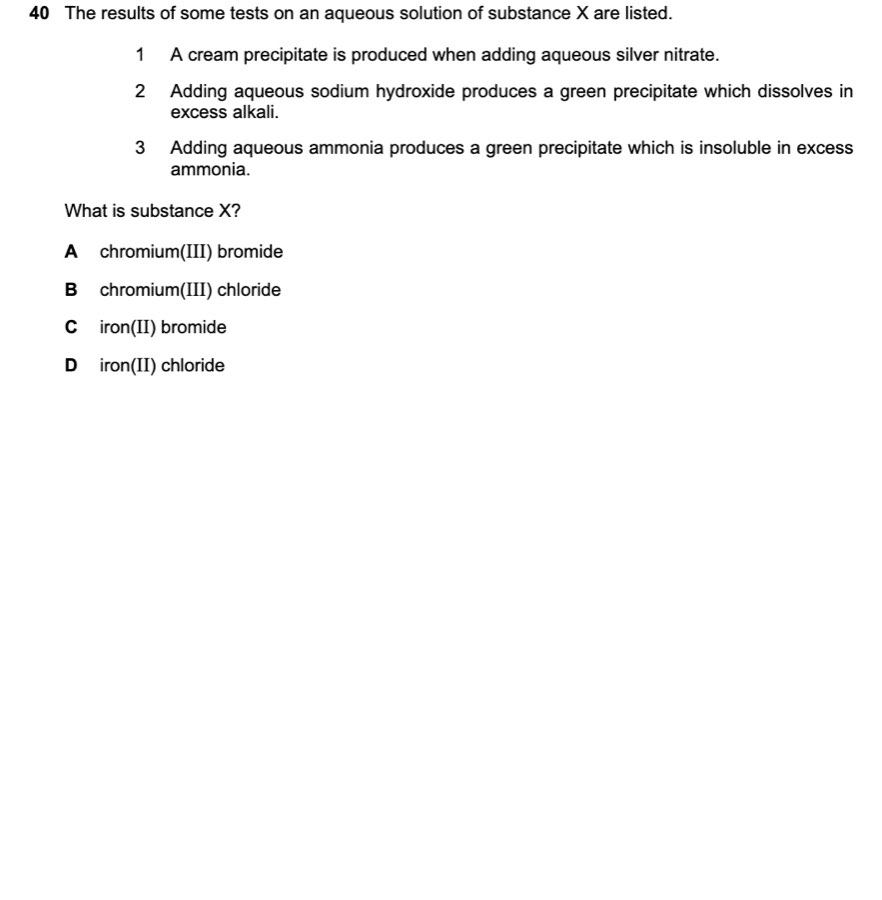 40 The results of some tests on an aqueous solution of substance X are listed.
1 A cream precipitate is produced when adding aqueous silver nitrate.
2 Adding aqueous sodium hydroxide produces a green precipitate which dissolves in
excess alkali.
3 Adding aqueous ammonia produces a green precipitate which is insoluble in excess
ammonia.
What is substance X?
A chromium(III) bromide
B chromium(III) chloride
C iron(II) bromide
D iron(II) chloride